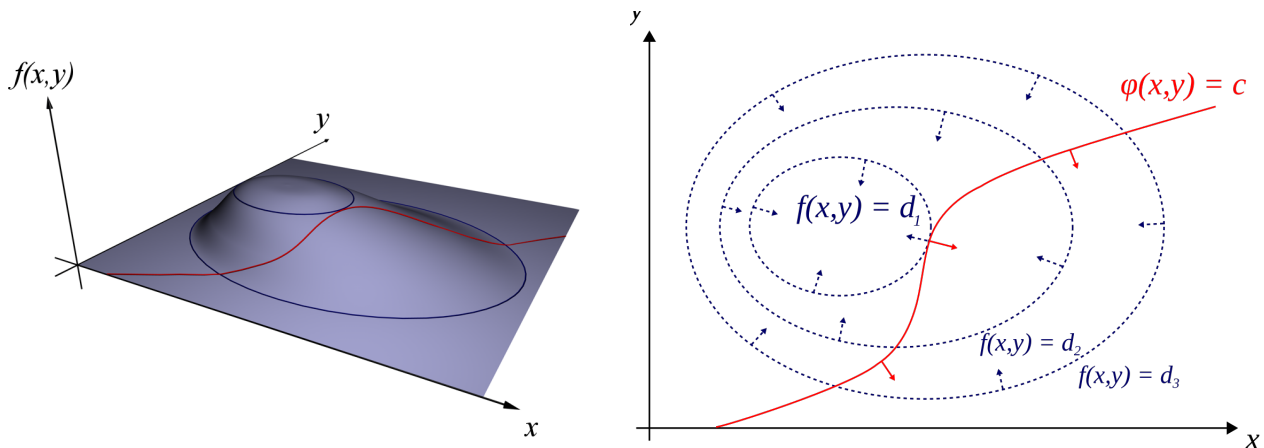 f(x,y)
y
x
y
φ(x,y) = c
f(x,y) = d₁
f(x,y) = d₂
f(x,y) = d₃
x